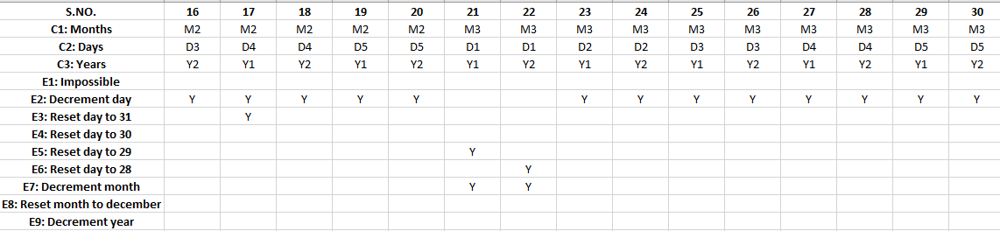 S.NO. 16 17 18 19 20 21 22 23 24 25 26 27 28 29 30
C1: Months M2 M2 M2 M2 M2 M3 M3 M3 M3 M3 M3 M3 M3 M3 M3
C2: Days D3 D4 D4 D5 D5 D1 D1 D2 D2 D3 D3 D4 D4 D5 D5
C3: Years Y2 Y1 Y2 Y1 Y2 Y1 Y2 Y1 Y2 Y1 Y2 Y1 Y2 Y1 Y2
E1: Impossible
E2: Decrement day Y Y Y Y Y Y Y Y Y Y Y Y Y
E3: Reset day to 31 Y
E4: Reset day to 30
E5: Reset day to 29 Y
E6: Reset day to 28 Y
E7: Decrement month Y Y
E8: Reset month to december
E9: Decrement year